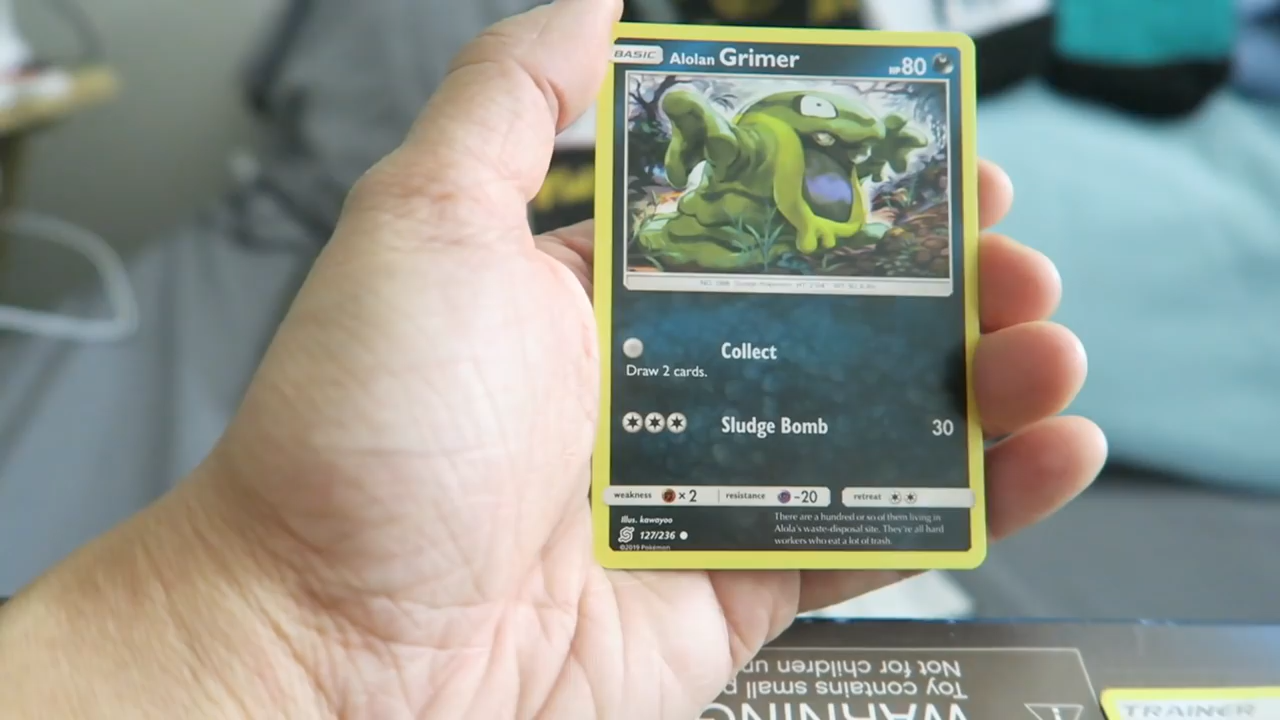 BASIC Alolan Grimer HP 80
Collect
Draw 2 cards.
Sludge Bomb 30
weakness × 2 resistance -20 retreat
Illus. kawayoo
127/236
©2019 Pokémon
There are a hundred or so of them living in
Alola's waste-disposal site. They're all hard
workers who eat a lot of trash.
WARNING
Toy contains small
Not for children un
TRAINER